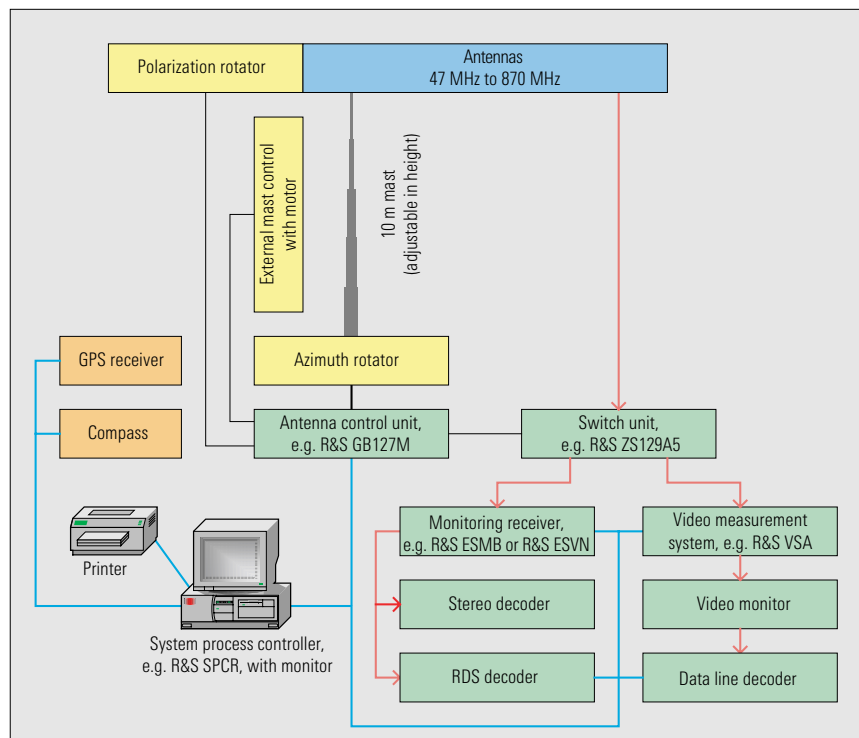 Polarization rotator
Antennas
47 MHz to 870 MHz
External mast control
with motor
10 m mast
(adjustable in height)
GPS receiver
Azimuth rotator
Compass
Antenna control unit,
e.g. R&S GB127M
Switch unit,
e.g. R&S ZS129A5
Printer
Monitoring receiver,
e.g. R&S ESMB or R&S ESVN
Video measurement
system, e.g. R&S VSA
Stereo decoder
Video monitor
System process controller,
e.g. R&S SPCR, with monitor
RDS decoder
Data line decoder